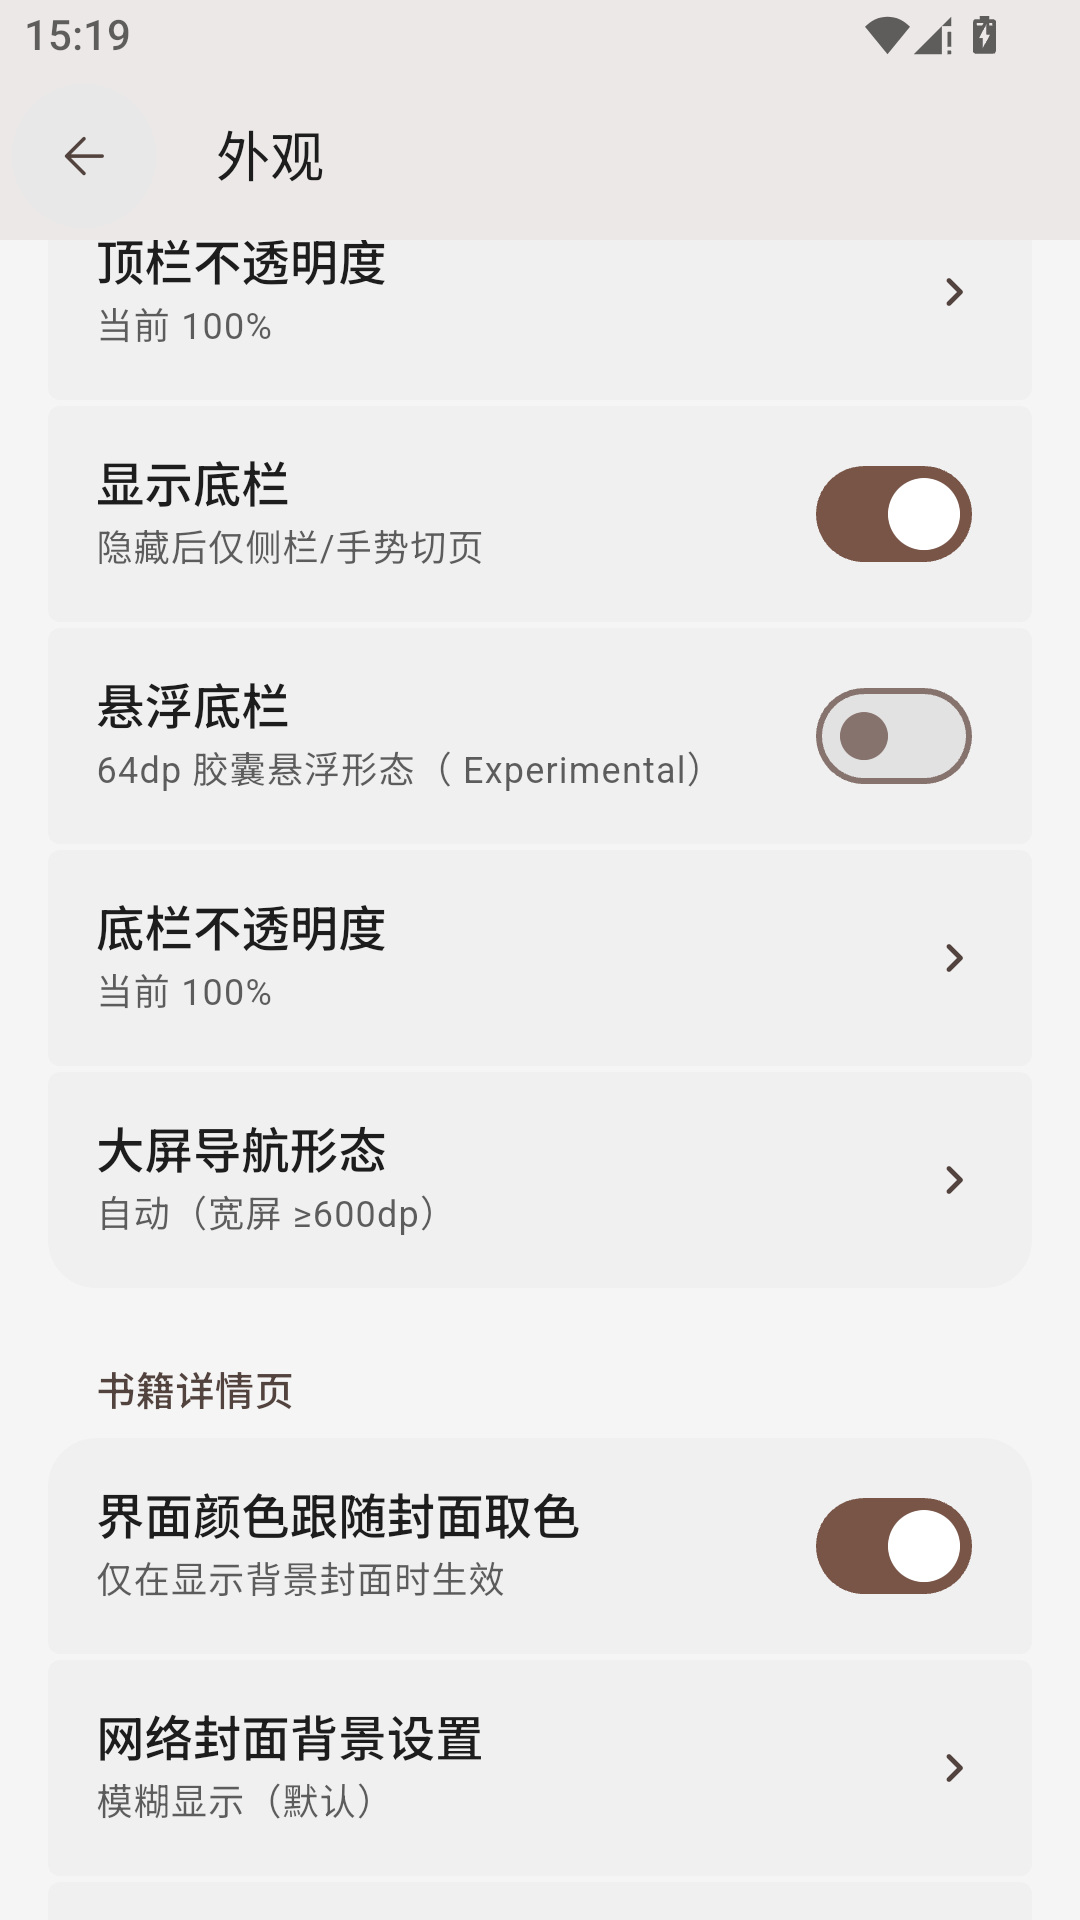 15:19
外观
顶栏不透明度
当前 100%
显示底栏
隐藏后仅侧栏/手势切页
悬浮底栏
64dp 胶囊悬浮形态（ Experimental）
底栏不透明度
当前 100%
大屏导航形态
自动（宽屏 ≥600dp）
书籍详情页
界面颜色跟随封面取色
仅在显示背景封面时生效
网络封面背景设置
模糊显示（默认）